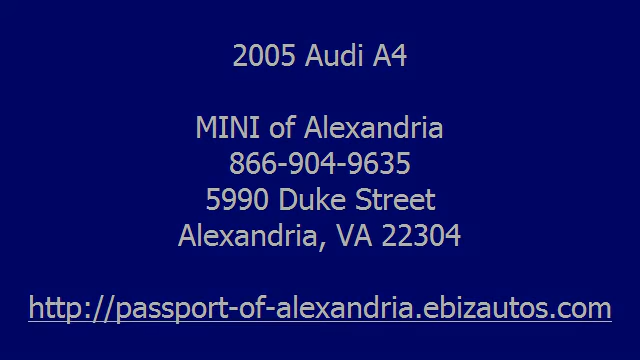 2005 Audi A4
MINI of Alexandria
866-904-9635
5990 Duke Street
Alexandria, VA 22304
http://passport-of-alexandria.ebizautos.com